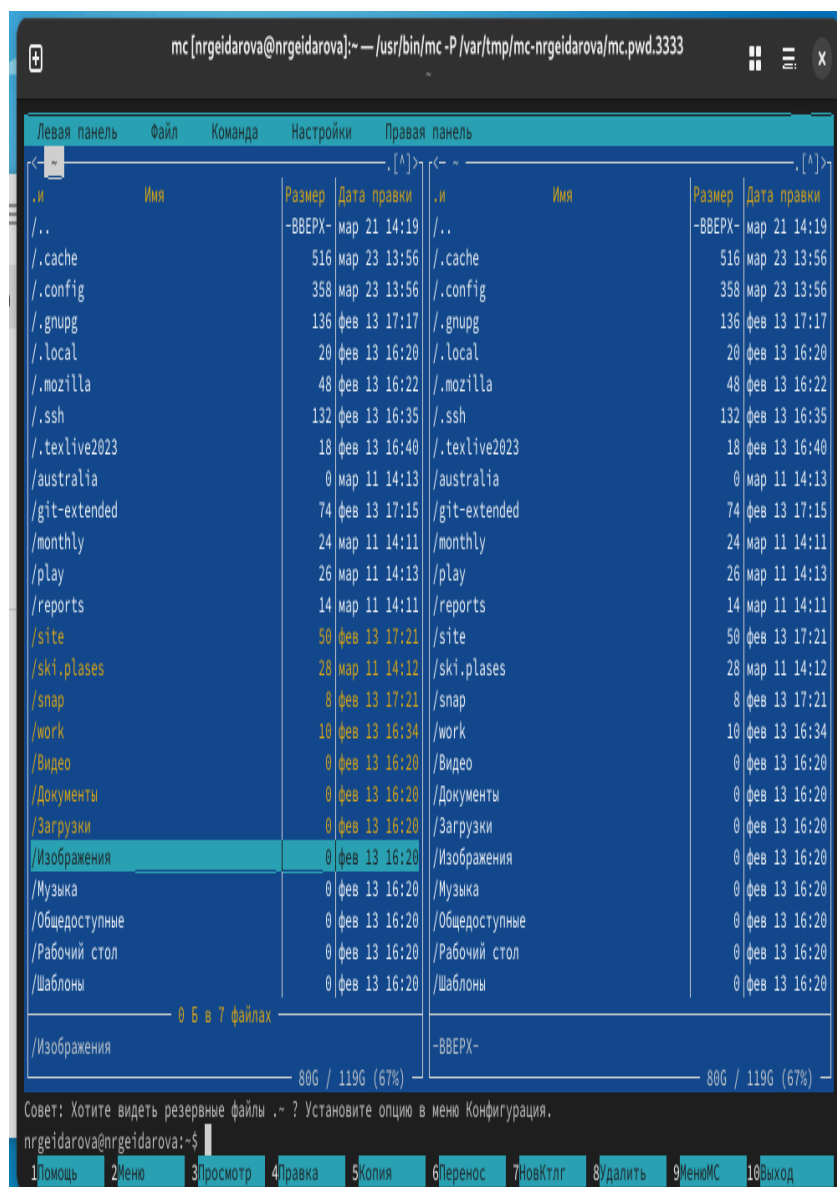 mc [nrgeidarova@nrgeidarova]:~ — /usr/bin/mc -P /var/tmp/mc-nrgeidarova/mc.pwd.3333
~
Левая панель Файл Команда Настройки Правая панель
<- ~ .[^]> <- ~ .[^]>
.и Имя Размер Дата правки .и Имя Размер Дата правки
/.. -ВВЕРХ- мар 21 14:19 /.. -ВВЕРХ- мар 21 14:19
/.cache 516 мар 23 13:56 /.cache 516 мар 23 13:56
/.config 358 мар 23 13:56 /.config 358 мар 23 13:56
/.gnupg 136 фев 13 17:17 /.gnupg 136 фев 13 17:17
/.local 20 фев 13 16:20 /.local 20 фев 13 16:20
/.mozilla 48 фев 13 16:22 /.mozilla 48 фев 13 16:22
/.ssh 132 фев 13 16:35 /.ssh 132 фев 13 16:35
/.texlive2023 18 фев 13 16:40 /.texlive2023 18 фев 13 16:40
/australia 0 мар 11 14:13 /australia 0 мар 11 14:13
/git-extended 74 фев 13 17:15 /git-extended 74 фев 13 17:15
/monthly 24 мар 11 14:11 /monthly 24 мар 11 14:11
/play 26 мар 11 14:13 /play 26 мар 11 14:13
/reports 14 мар 11 14:11 /reports 14 мар 11 14:11
/site 50 фев 13 17:21 /site 50 фев 13 17:21
/ski.plases 28 мар 11 14:12 /ski.plases 28 мар 11 14:12
/snap 8 фев 13 17:21 /snap 8 фев 13 17:21
/work 10 фев 13 16:34 /work 10 фев 13 16:34
/Видео 0 фев 13 16:20 /Видео 0 фев 13 16:20
/Документы 0 фев 13 16:20 /Документы 0 фев 13 16:20
/Загрузки 0 фев 13 16:20 /Загрузки 0 фев 13 16:20
/Изображения 0 фев 13 16:20 /Изображения 0 фев 13 16:20
/Музыка 0 фев 13 16:20 /Музыка 0 фев 13 16:20
/Общедоступные 0 фев 13 16:20 /Общедоступные 0 фев 13 16:20
/Рабочий стол 0 фев 13 16:20 /Рабочий стол 0 фев 13 16:20
/Шаблоны 0 фев 13 16:20 /Шаблоны 0 фев 13 16:20
0 Б в 7 файлах
/Изображения -ВВЕРХ-
80G / 119G (67%) 80G / 119G (67%)
Совет: Хотите видеть резервные файлы .~ ? Установите опцию в меню Конфигурация.
nrgeidarova@nrgeidarova:~$
1Помощь 2Меню 3Просмотр 4Правка 5Копия 6Перенос 7НовКтлг 8Удалить 9МенюMC 10Выход